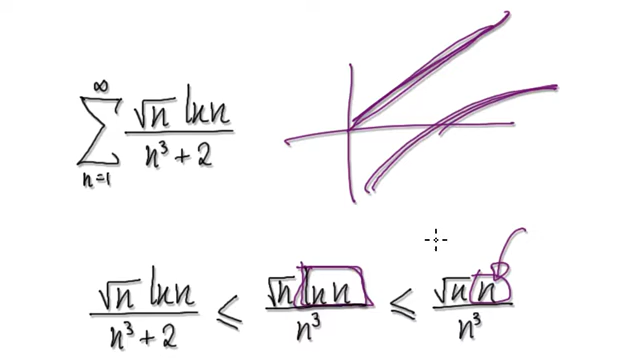 ∞
∑ (√n ln n)/(n³ + 2)
n=1
(√n ln n)/(n³ + 2) ≤ (√n ln n)/n³ ≤ (√n n)/n³